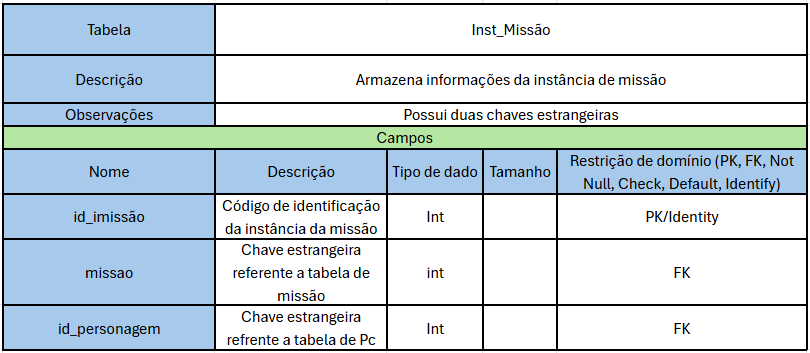 Tabela
Inst_Missão
Descrição
Armazena informações da instância de missão
Observações
Possui duas chaves estrangeiras
Campos
Nome
Descrição
Tipo de dado
Tamanho
Restrição de domínio (PK, FK, Not
Null, Check, Default, Identify)
id_imissão
Código de identificação
da instância da missão
Int
PK/Identity
missao
Chave estrangeira
referente a tabela de
missão
int
FK
id_personagem
Chave estrangeira
refrente a tabela de Pc
Int
FK